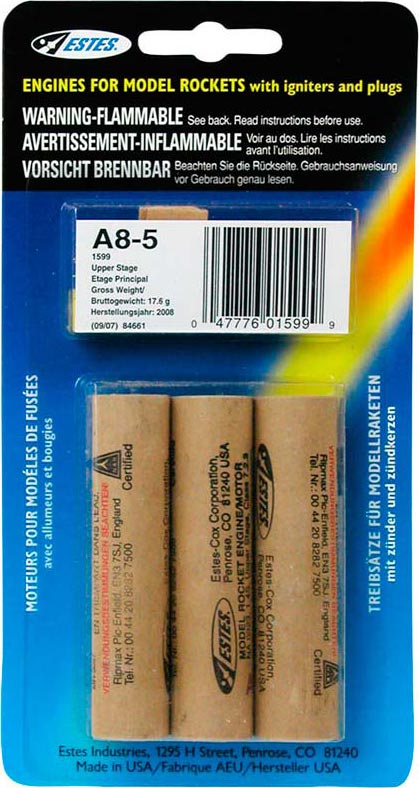 ESTES.
ENGINES FOR MODEL ROCKETS with igniters and plugs
WARNING-FLAMMABLE See back. Read instructions before use.
AVERTISSEMENT-INFLAMMABLE Voir au dos. Lire les instructions
avant l'utilisation.
VORSICHT BRENNBAR Beachten Sie die Rückseite. Gebrauchsanweisung
vor Gebrauch genau lesen.
A8-5
1599
Upper Stage
Etage Principal
Gross Weight/
Bruttogewicht: 17.6 g
Herstellungsjahr: 2008
(09/07) 84661
0 47776 01599 9
MOTEURS POUR MODÈLES DE FUSÉES
avec allumeurs et bougies
VERWENDUNGSBESTIMMUNGEN BEACHTEN!
Ripmax Plc-Enfield, EN3 7SJ, England
Tel. Nr.: 00 44 20 8282 7500
Certified
ESTES
Estes-Cox Corporation,
Penrose, CO 81240 USA
MODEL ROCKET ENGINE/MOTOR
ESTES
Estes-Cox Corporation,
Penrose, CO 81240 USA
VERWENDUNGSBESTIMMUNGEN
Ripmax Plc-Enfield, EN3 7SJ, England
Tel. Nr.: 00 44 20 8282 7500
Certified
TREIBSÄTZE FÜR MODELLRAKETEN
mit zünder und zündkerzen
Estes Industries, 1295 H Street, Penrose, CO 81240
Made in USA/Fabrique AEU/Hersteller USA